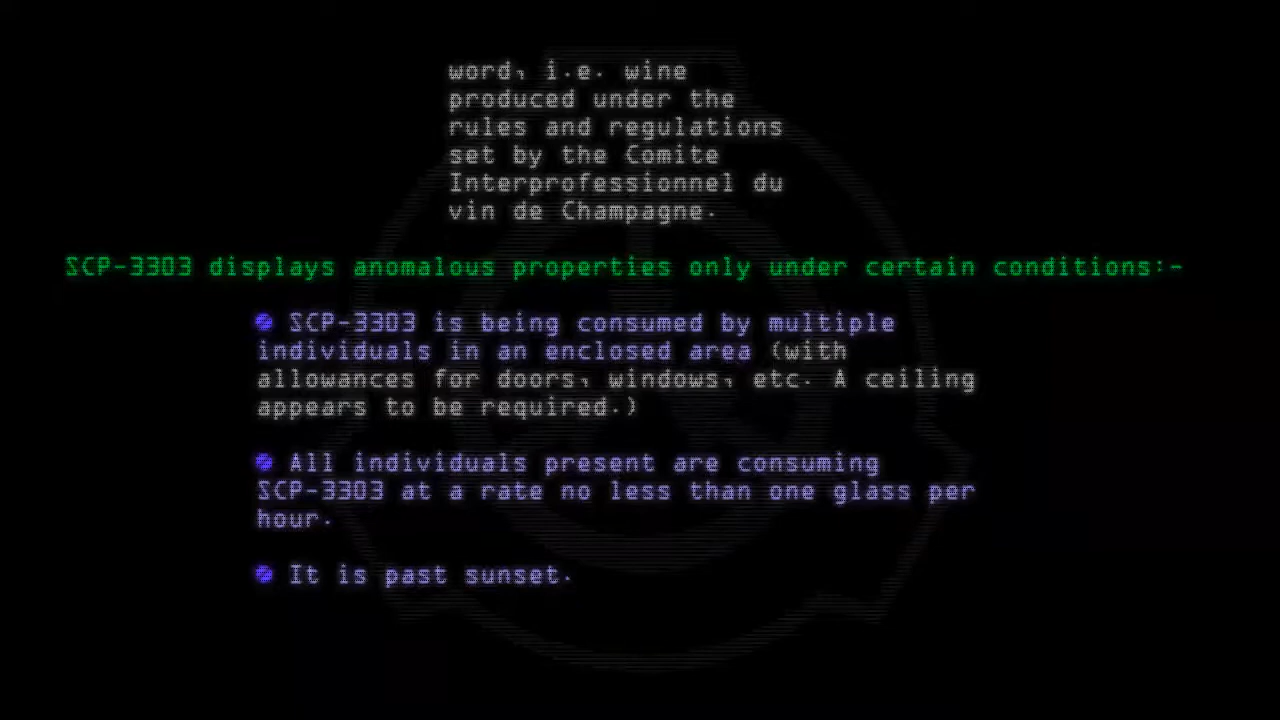 word, i.e. wine
produced under the
rules and regulations
set by the Comite
Interprofessionnel du
vin de Champagne.
SCP-3303 displays anomalous properties only under certain conditions:-
● SCP-3303 is being consumed by multiple
individuals in an enclosed area (with
allowances for doors, windows, etc. A ceiling
appears to be required.)
● All individuals present are consuming
SCP-3303 at a rate no less than one glass per
hour.
● It is past sunset.